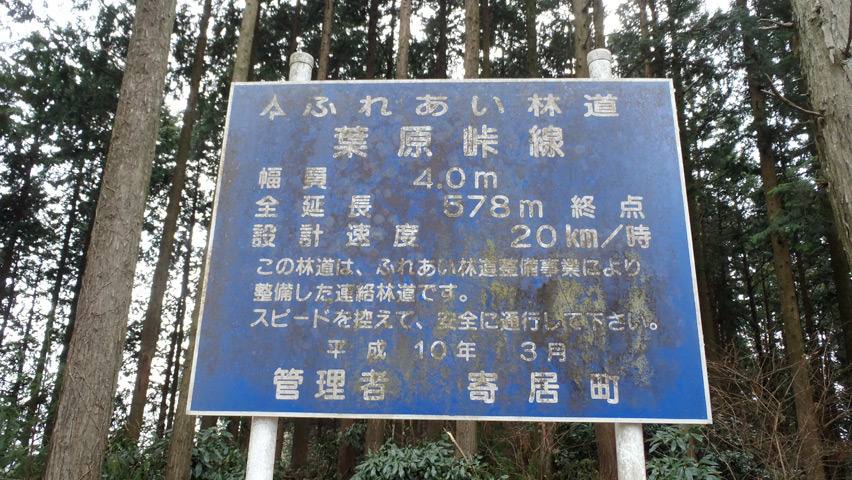 ふれあい林道
葉原峠線
幅員 4.0m
全延長 578m 終点
設計速度 20km/時
この林道は、ふれあい林道整備事業により
整備した連絡林道です。
スピードを控えて、安全に通行して下さい。
平成10年 3月
管理者 寄居町